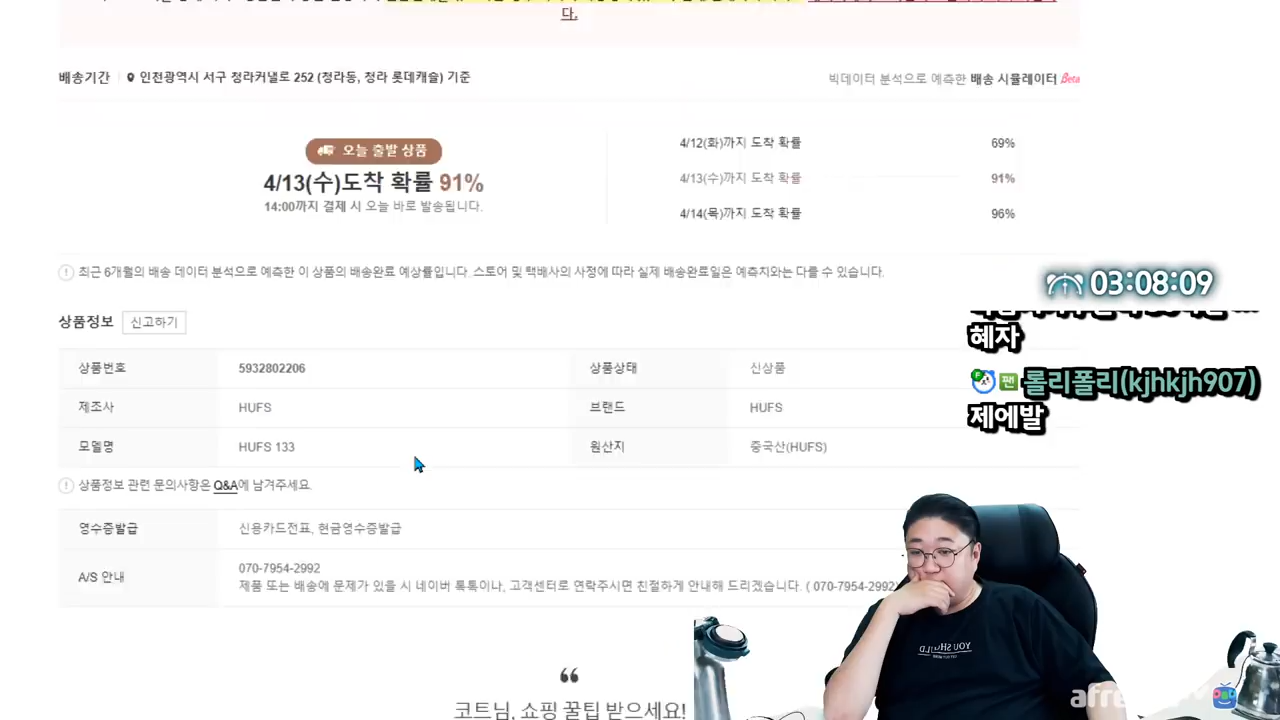 다.
배송기간 인천광역시 서구 청라커낼로 252 (청라동, 청라 롯데캐슬) 기준
빅데이터 분석으로 예측한 배송 시뮬레이터 Beta
오늘 출발 상품
4/13(수)도착 확률 91%
14:00까지 결제 시 오늘 바로 발송됩니다.
4/12(화)까지 도착 확률 69%
4/13(수)까지 도착 확률 91%
4/14(목)까지 도착 확률 96%
최근 6개월의 배송 데이터 분석으로 예측한 이 상품의 배송완료 예상률입니다. 스토어 및 택배사의 사정에 따라 실제 배송완료일은 예측치와는 다를 수 있습니다.
03:08:09
상품정보 신고하기
혜자
상품번호 5932802206 상품상태 신상품
팬 롤리폴리(kjhkjh907)
제에발
제조사 HUFS 브랜드 HUFS
모델명 HUFS 133 원산지 중국산(HUFS)
상품정보 관련 문의사항은 Q&A에 남겨주세요.
영수증발급 신용카드전표, 현금영수증발급
A/S 안내 070-7954-2992
제품 또는 배송에 문제가 있을 시 네이버 톡톡이나, 고객센터로 연락주시면 친절하게 안내해 드리겠습니다. ( 070-7954-2992)
코트님, 쇼핑 꿀팁 받으세요!